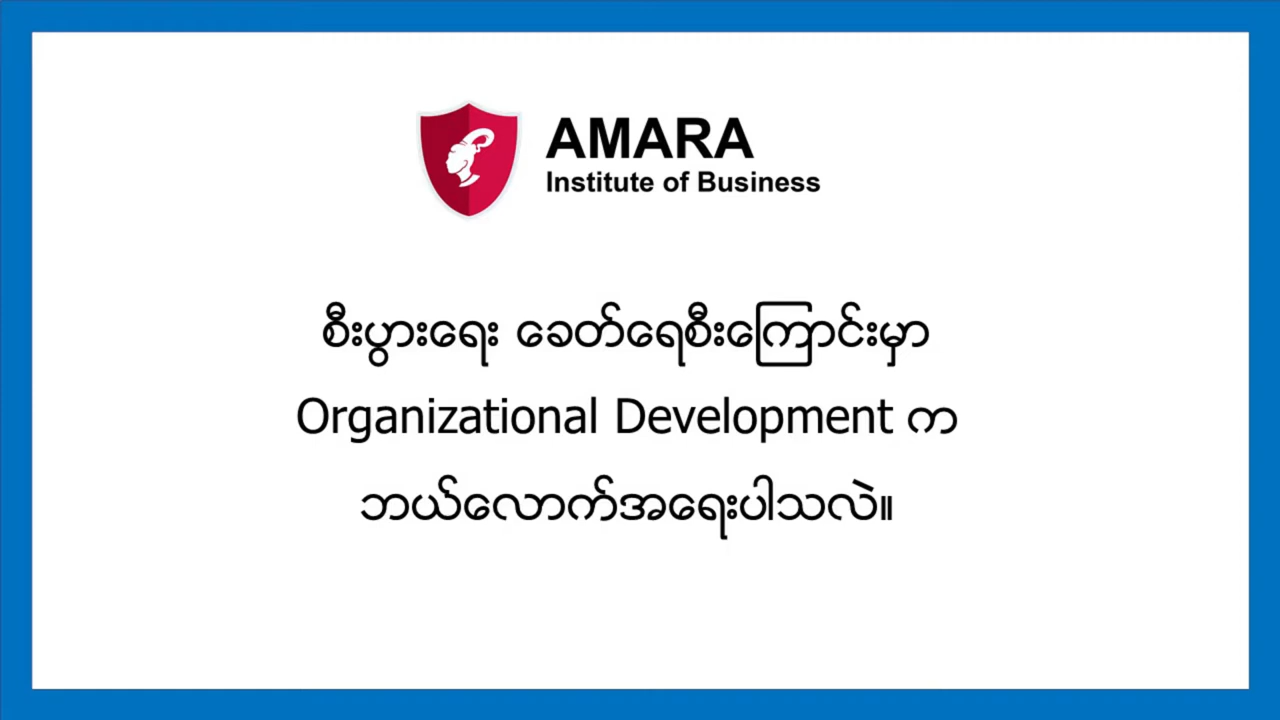 AMARA
Institute of Business
စီးပွားရေး ခေတ်ရေစီးကြောင်းမှာ
Organizational Development က
ဘယ်လောက်အရေးပါသလဲ။